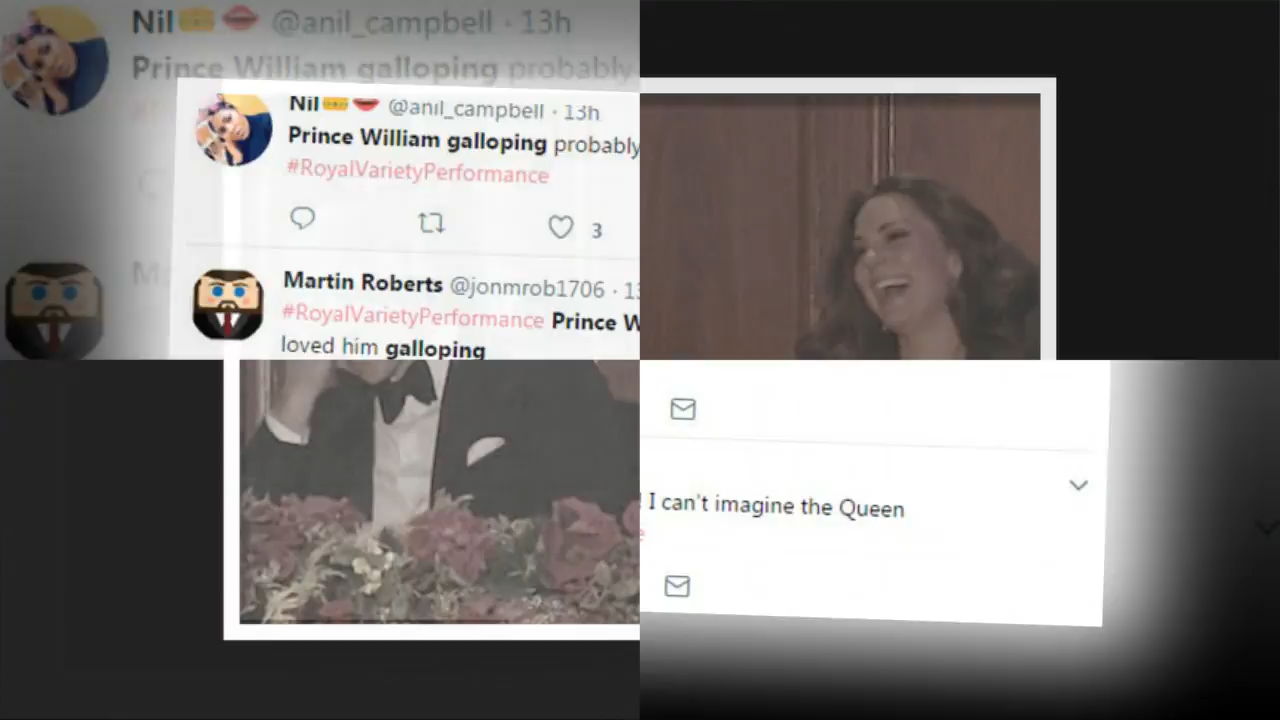 Nil @anil_campbell · 13h
Prince William galloping probably
Nil @anil_campbell · 13h
Prince William galloping probably
#RoyalVarietyPerformance
3
Martin Roberts @jonmrob1706
#RoyalVarietyPerformance Prince
loved him galloping
I can't imagine the Queen